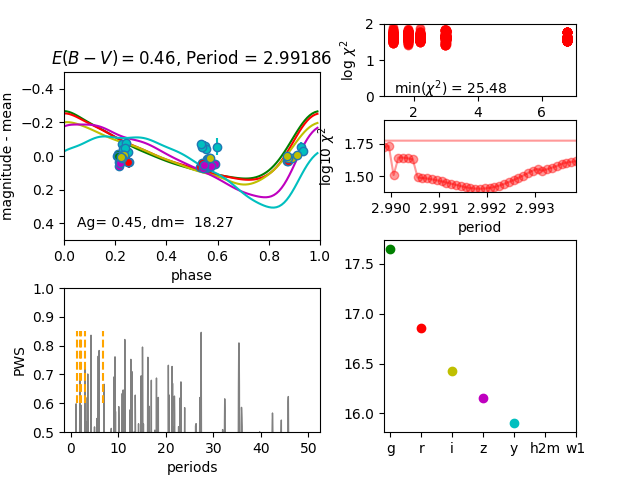 E(B − V) = 0.46, Period = 2.99186
−0.4
−0.2
0.0
0.2
0.4
magnitude - mean
Ag= 0.45, dm=  18.27
0.0 0.2 0.4 0.6 0.8 1.0
phase
2
1
0
log χ²
min(χ²) = 25.48
2 4 6
1.75
1.50
log10 χ²
2.990 2.991 2.992 2.993
period
1.0
0.9
0.8
0.7
0.6
0.5
PWS
0 10 20 30 40 50
periods
17.5
17.0
16.5
16.0
g r i z y h2m w1